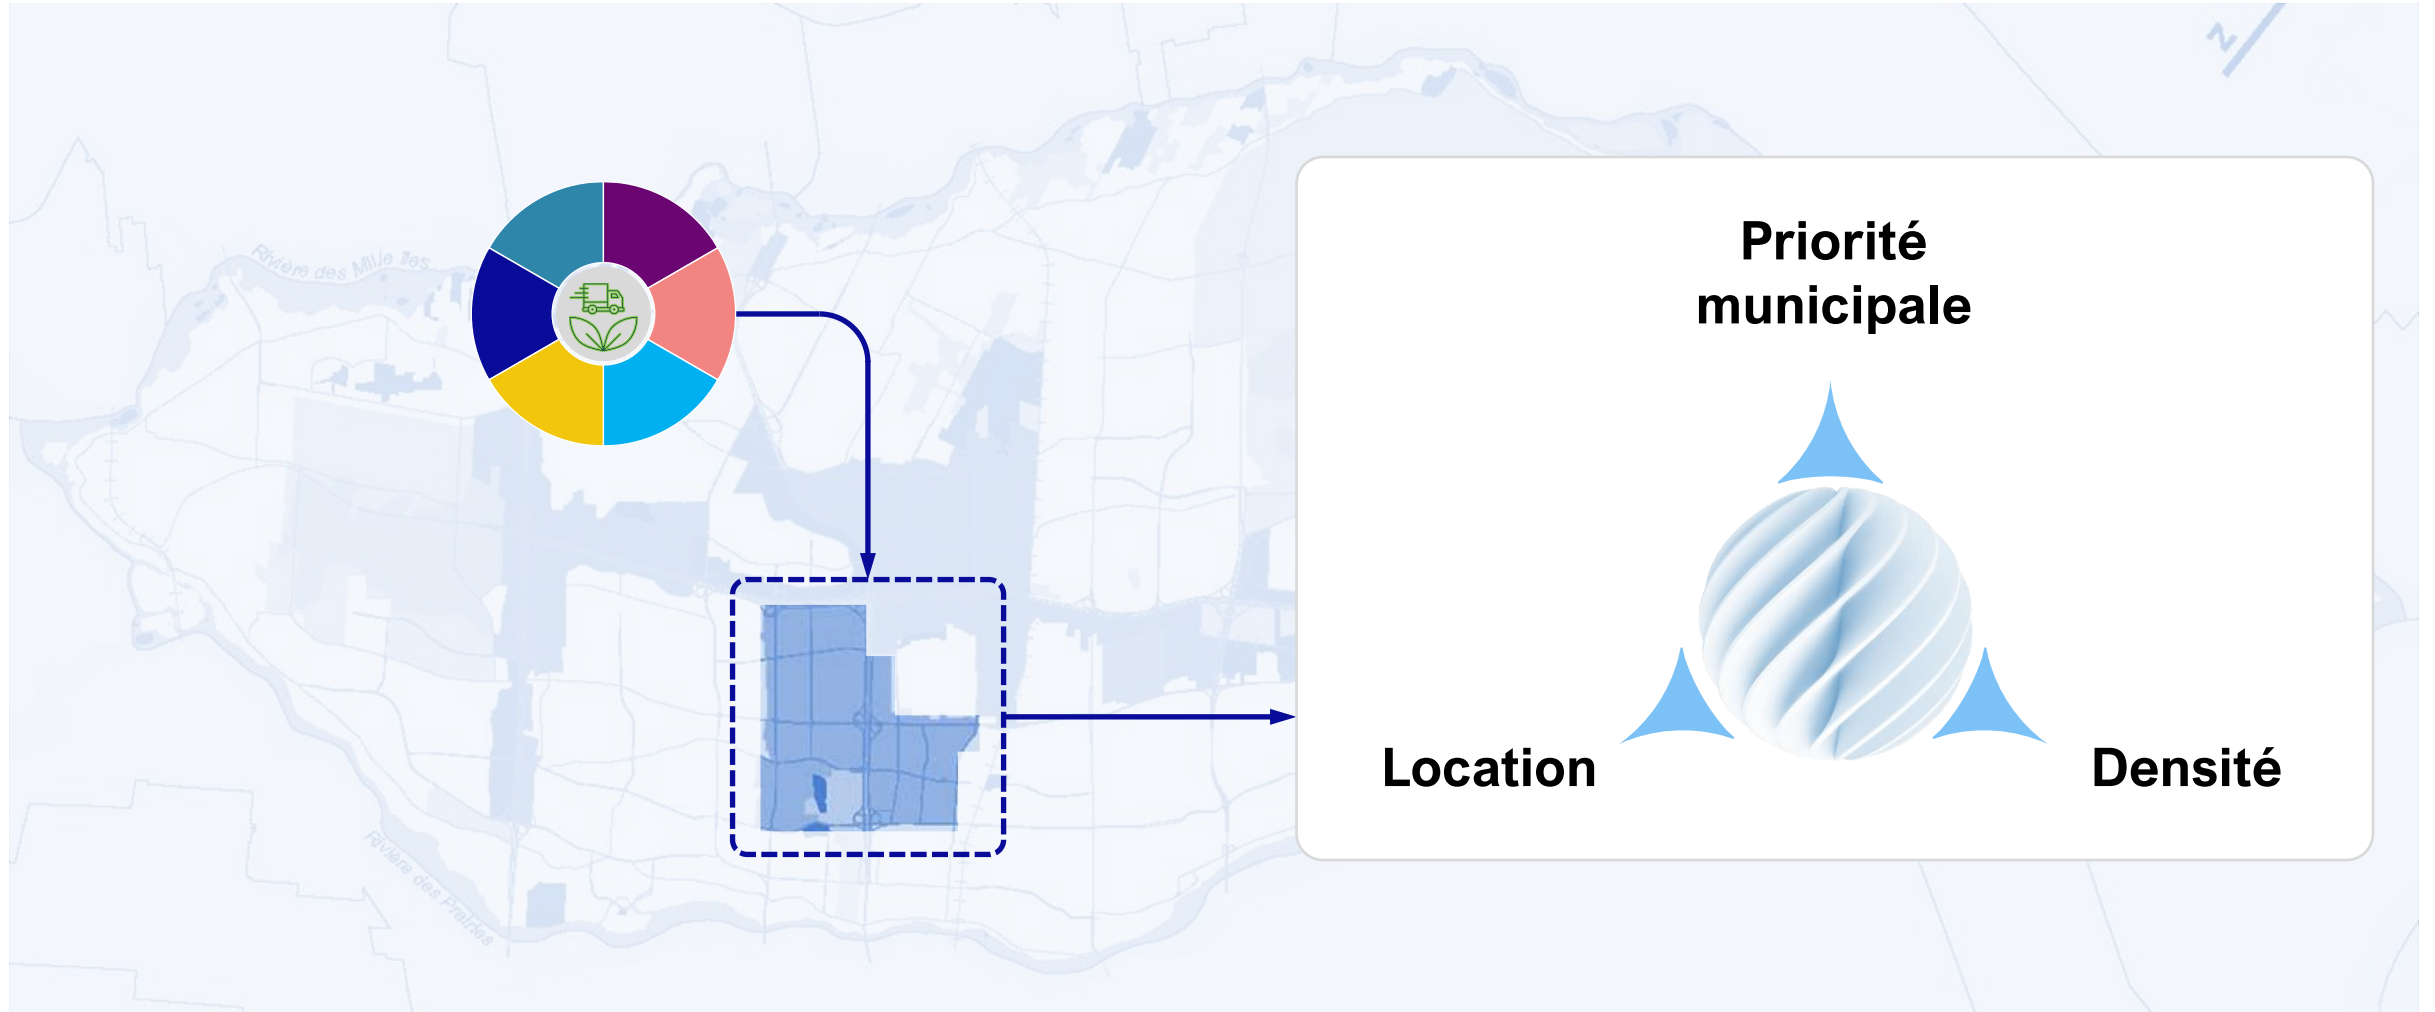 N
Rivière des Mille Îles
Priorité
municipale
Location
Densité
Rivière des Prairies